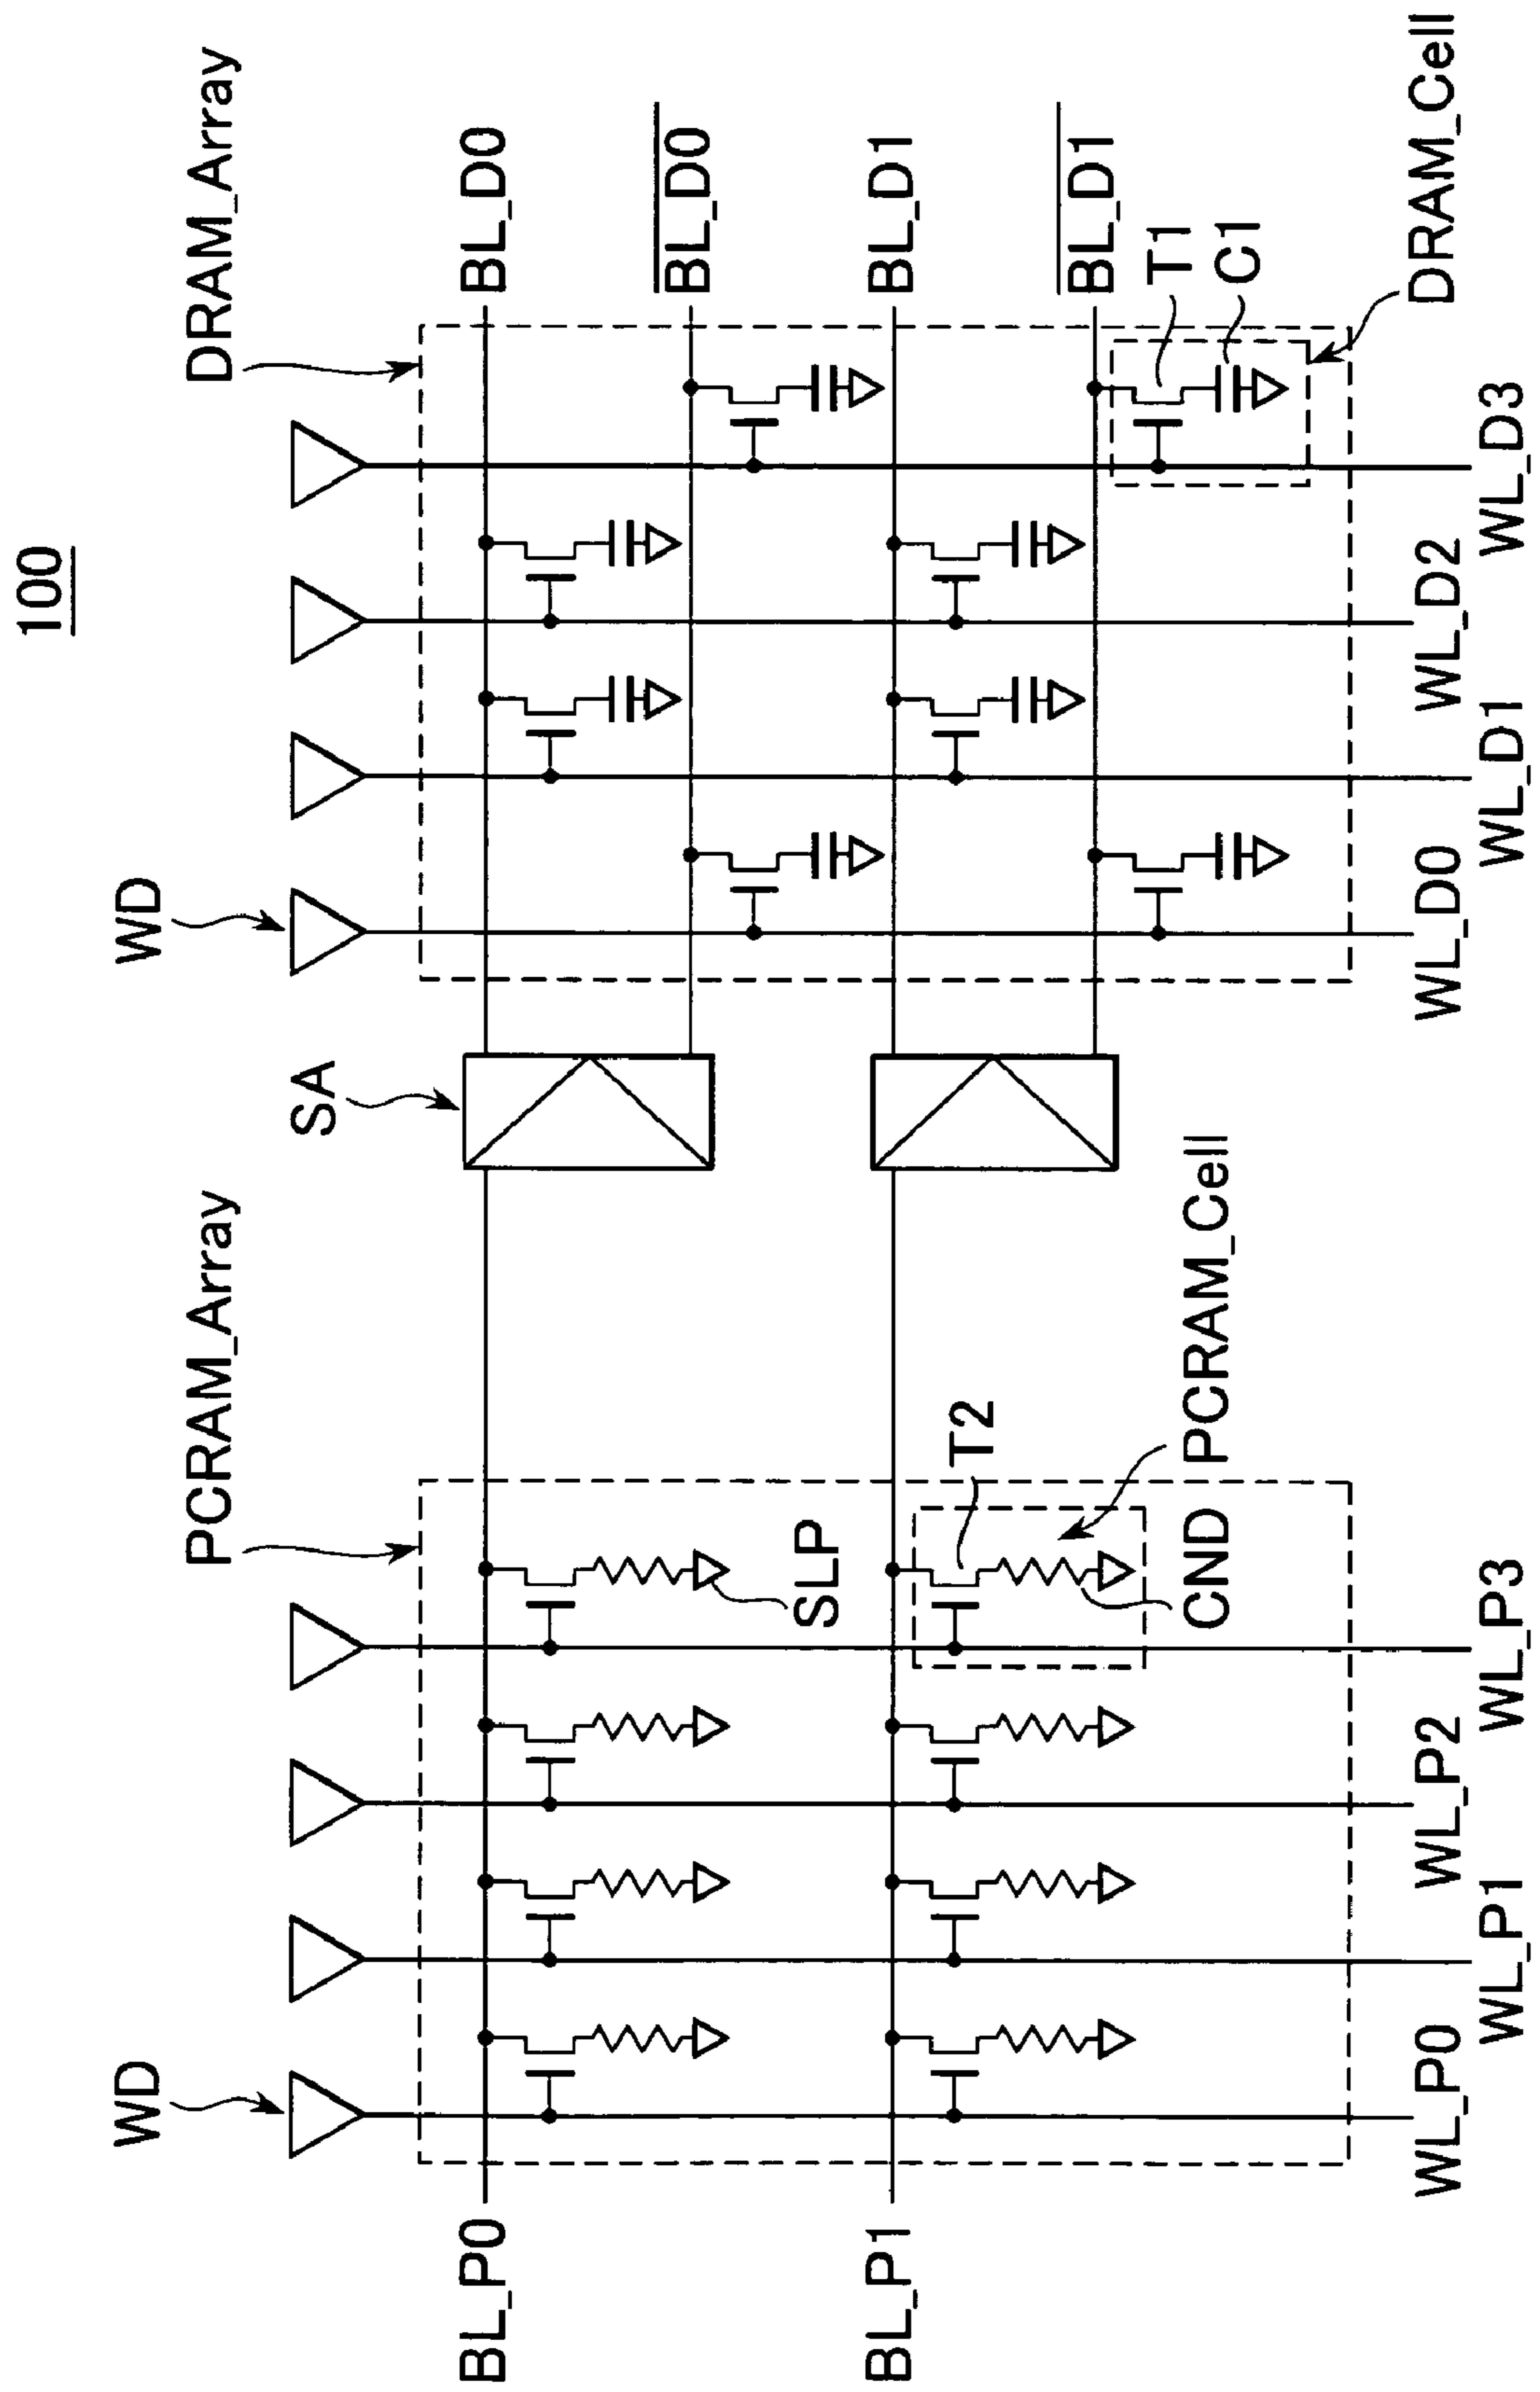 100
DRAM_Array
PCRAM_Array
WD
WD
SA
BL_P0
BL_D0
BL_D0
BL_P1
BL_D1
BL_D1
SLP
T2
T1
C1
PCRAM_Cell
CND
DRAM_Cell
WL_P0
WL_P1
WL_P2
WL_P3
WL_D0
WL_D1
WL_D2
WL_D3